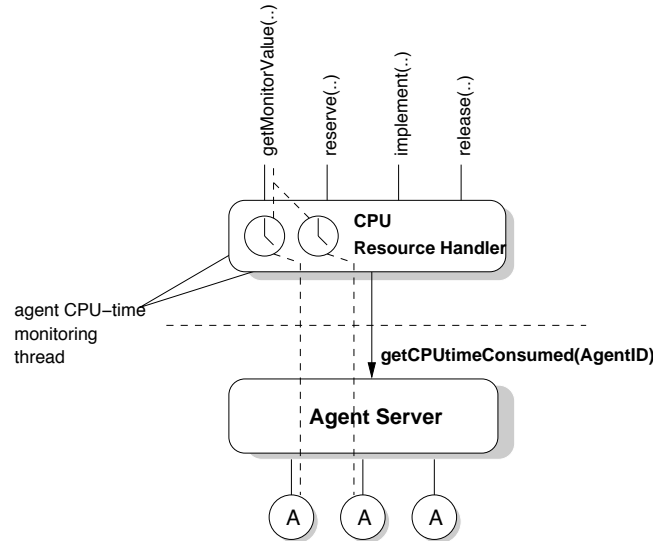 getMonitorValue(..)
reserve(..)
implement(..)
release(..)
CPU
Resource Handler
agent CPU−time
monitoring
thread
getCPUtimeConsumed(AgentID)
Agent Server
A
A
A